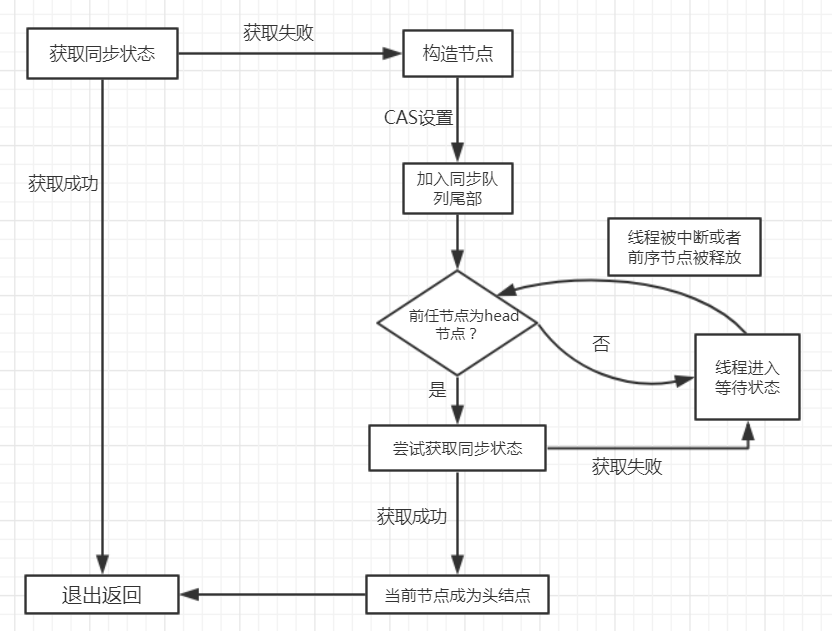 获取失败
获取同步状态
构造节点
CAS设置
获取成功
加入同步队
列尾部
线程被中断或者
前序节点被释放
前任节点为head
节点？
否
线程进入
等待状态
是
尝试获取同步状态
获取失败
获取成功
退出返回
当前节点成为头结点